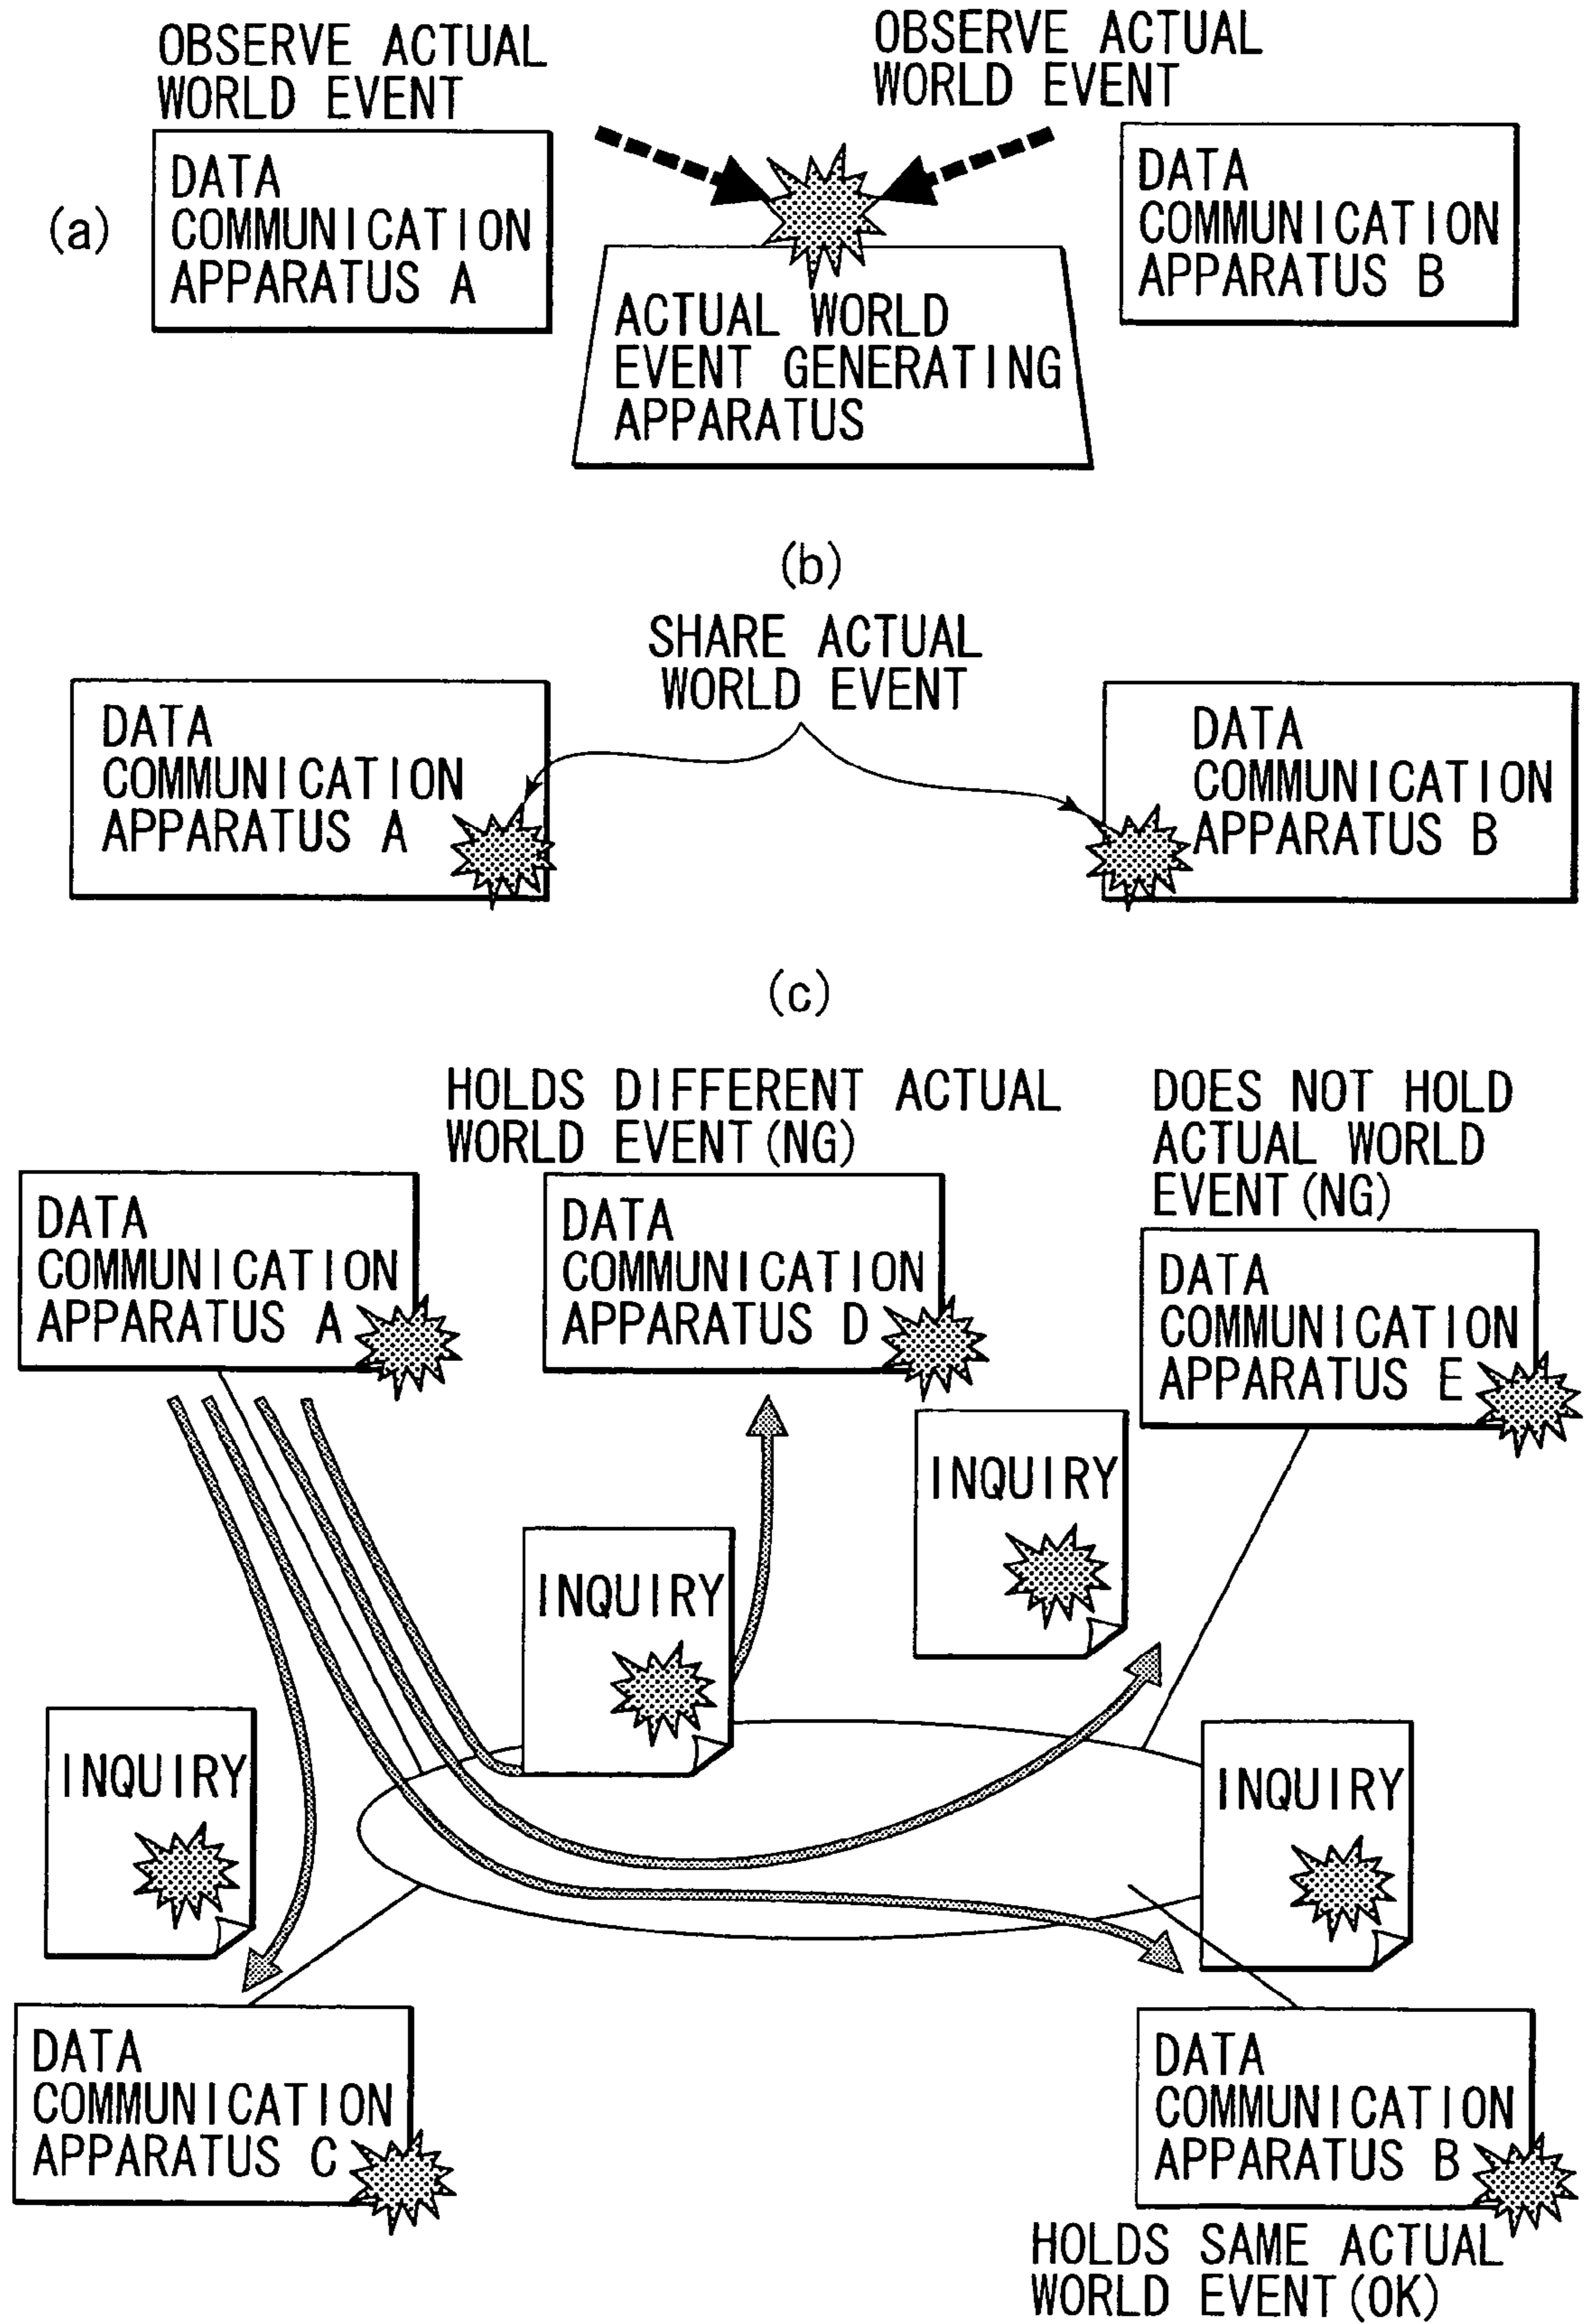 OBSERVE ACTUAL
WORLD EVENT
OBSERVE ACTUAL
WORLD EVENT
(a)
DATA
COMMUNICATION
APPARATUS A
DATA
COMMUNICATION
APPARATUS B
ACTUAL WORLD
EVENT GENERATING
APPARATUS
(b)
SHARE ACTUAL
WORLD EVENT
DATA
COMMUNICATION
APPARATUS A
DATA
COMMUNICATION
APPARATUS B
(c)
HOLDS DIFFERENT ACTUAL
WORLD EVENT(NG)
DOES NOT HOLD
ACTUAL WORLD
EVENT(NG)
DATA
COMMUNICATION
APPARATUS A
DATA
COMMUNICATION
APPARATUS D
DATA
COMMUNICATION
APPARATUS E
INQUIRY
INQUIRY
INQUIRY
INQUIRY
DATA
COMMUNICATION
APPARATUS C
DATA
COMMUNICATION
APPARATUS B
HOLDS SAME ACTUAL
WORLD EVENT(OK)